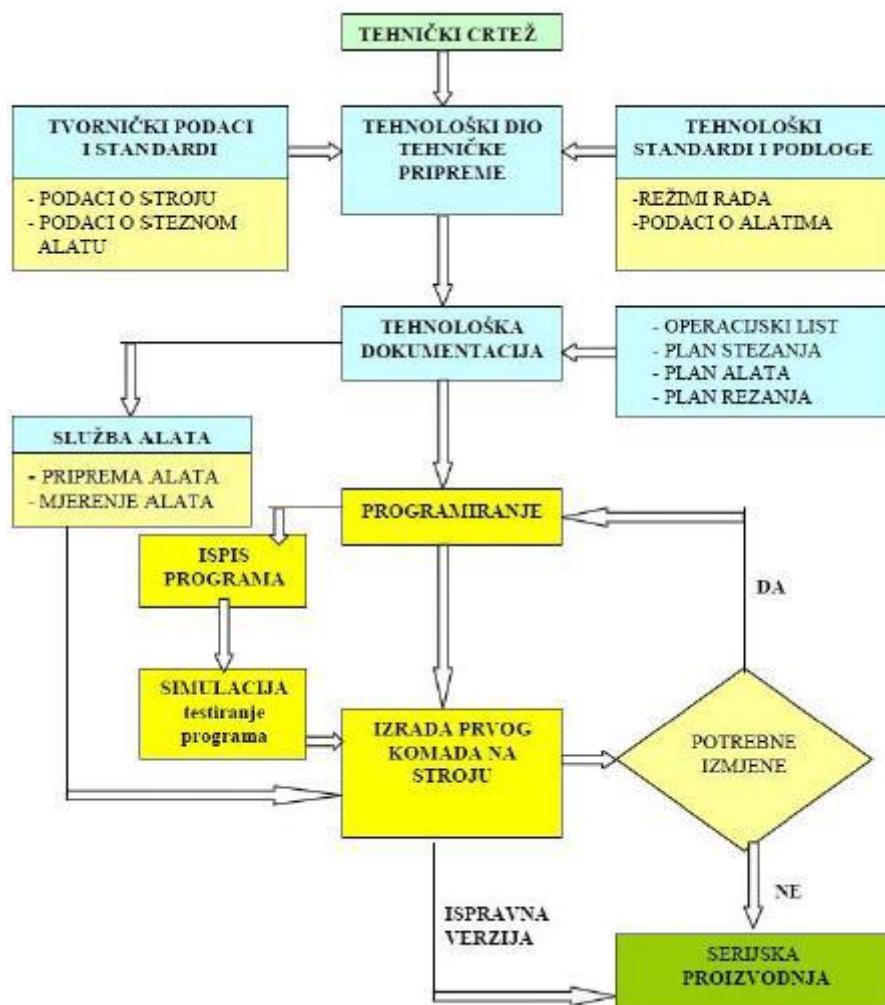 TEHNIČKI CRTEŽ
TVORNIČKI PODACI
I STANDARDI
- PODACI O STROJU
- PODACI O STEZNOM
ALATU
TEHNOLOŠKI DIO
TEHNIČKE
PRIPREME
TEHNOLOŠKI
STANDARDI I PODLOGE
-REŽIMI RADA
-PODACI O ALATIMA
TEHNOLOŠKA
DOKUMENTACIJA
- OPERACIJSKI LIST
- PLAN STEZANJA
- PLAN ALATA
- PLAN REZANJA
SLUŽBA ALATA
- PRIPREMA ALATA
- MJERENJE ALATA
PROGRAMIRANJE
ISPIS
PROGRAMA
DA
SIMULACIJA
testiranje
programa
IZRADA PRVOG
KOMADA NA
STROJU
POTREBNE
IZMJENE
NE
ISPRAVNA
VERZIJA
SERIJSKA
PROIZVODNJA